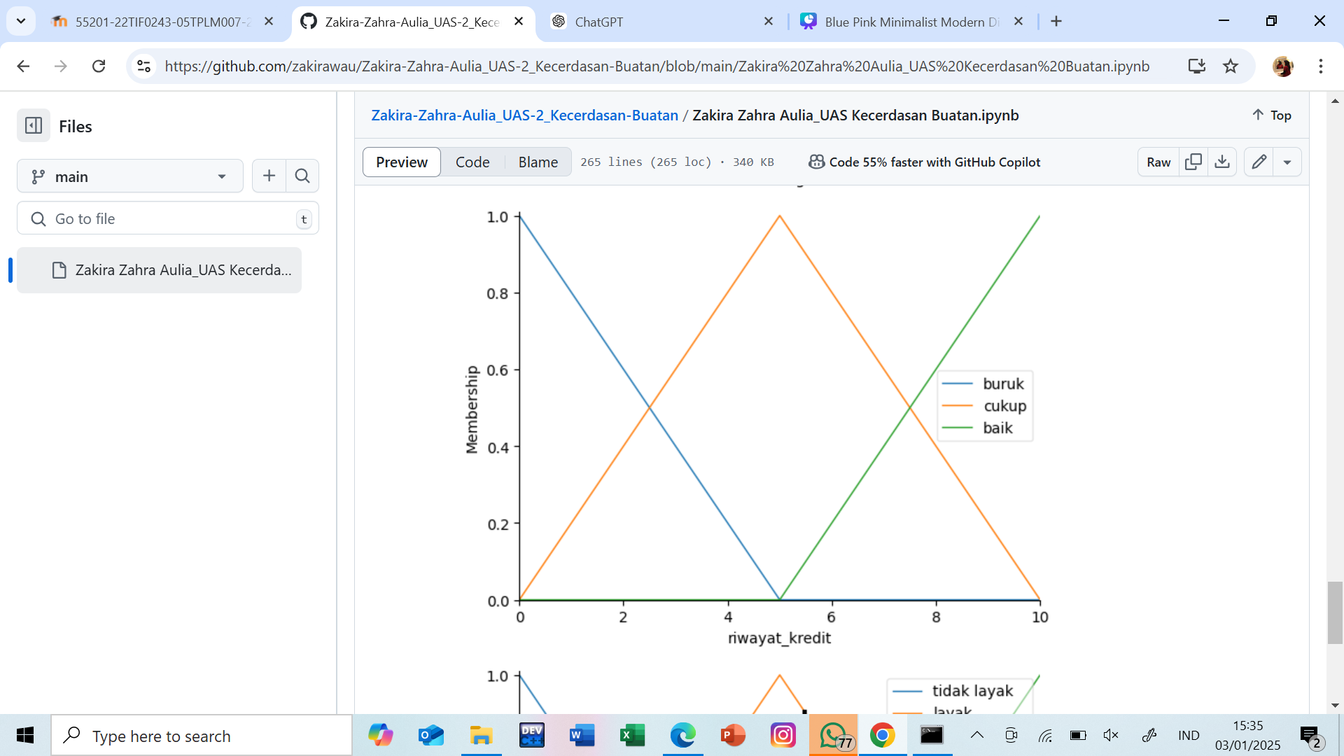 55201-22TIF0243-05TPLM007-2
Zakira-Zahra-Aulia_UAS-2_Kece
ChatGPT
Blue Pink Minimalist Modern Di
https://github.com/zakirawau/Zakira-Zahra-Aulia_UAS-2_Kecerdasan-Buatan/blob/main/Zakira%20Zahra%20Aulia_UAS%20Kecerdasan%20Buatan.ipynb
Files
main
Go to file
t
Zakira Zahra Aulia_UAS Kecerda...
Zakira-Zahra-Aulia_UAS-2_Kecerdasan-Buatan / Zakira Zahra Aulia_UAS Kecerdasan Buatan.ipynb
Top
Preview Code Blame 265 lines (265 loc) · 340 KB Code 55% faster with GitHub Copilot Raw
1.0
0.8
0.6
0.4
0.2
0.0
Membership
0 2 4 6 8 10
riwayat_kredit
buruk
cukup
baik
1.0
tidak layak
layak
Type here to search
DEV
77
IND
15:35
03/01/2025
2